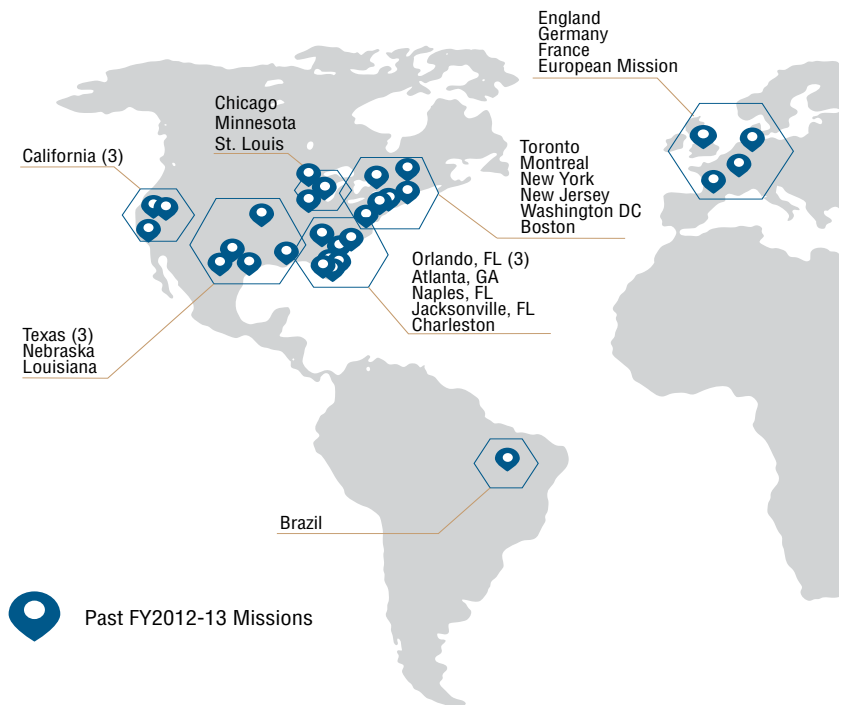 England
Germany
France
European Mission
Chicago
Minnesota
St. Louis
California (3)
Toronto
Montreal
New York
New Jersey
Washington DC
Boston
Orlando, FL (3)
Atlanta, GA
Naples, FL
Jacksonville, FL
Charleston
Texas (3)
Nebraska
Louisiana
Brazil
Past FY2012-13 Missions